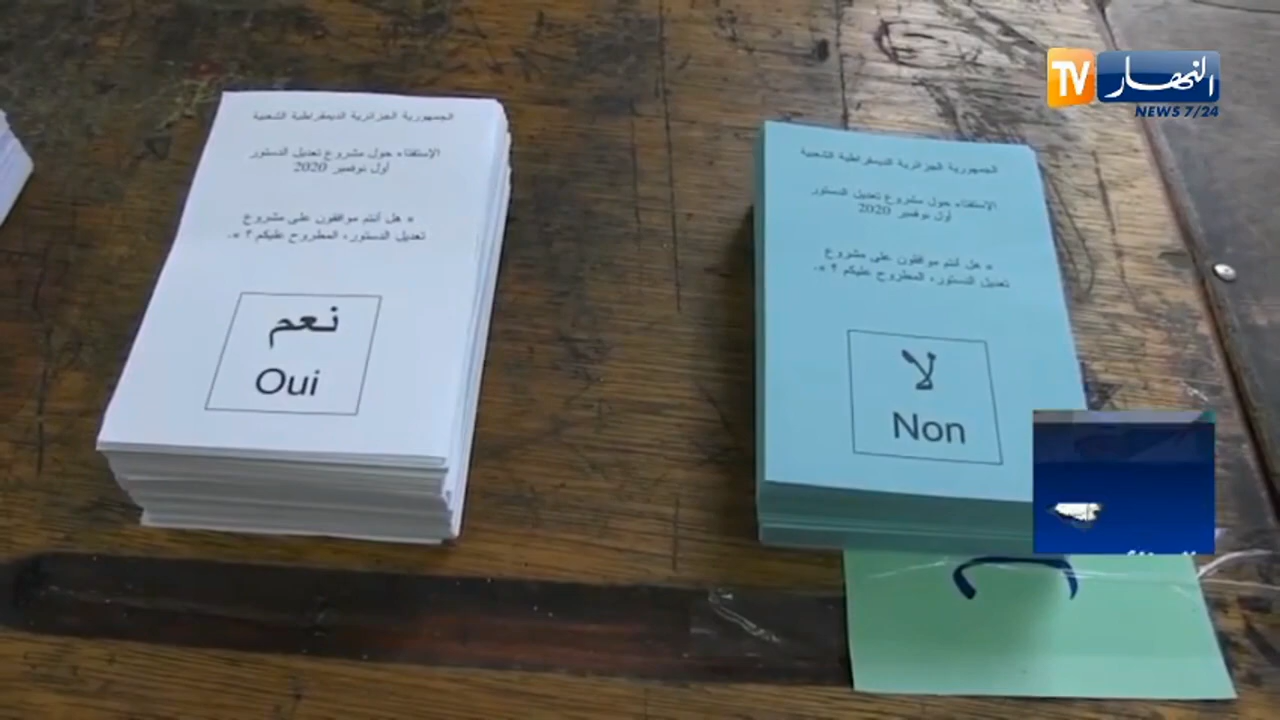 الجمهورية الجزائرية الديمقراطية الشعبية
الإستفتاء حول مشروع تعديل الدستور
أول نوفمبر 2020
« هل أنتم موافقون على مشروع
تعديل الدستور، المطروح عليكم ؟ ».
نعم
Oui
الجمهورية الجزائرية الديمقراطية الشعبية
الإستفتاء حول مشروع تعديل الدستور
أول نوفمبر 2020
« هل أنتم موافقون على مشروع
تعديل الدستور، المطروح عليكم ؟ ».
لا
Non
TV النهار
NEWS 7/24